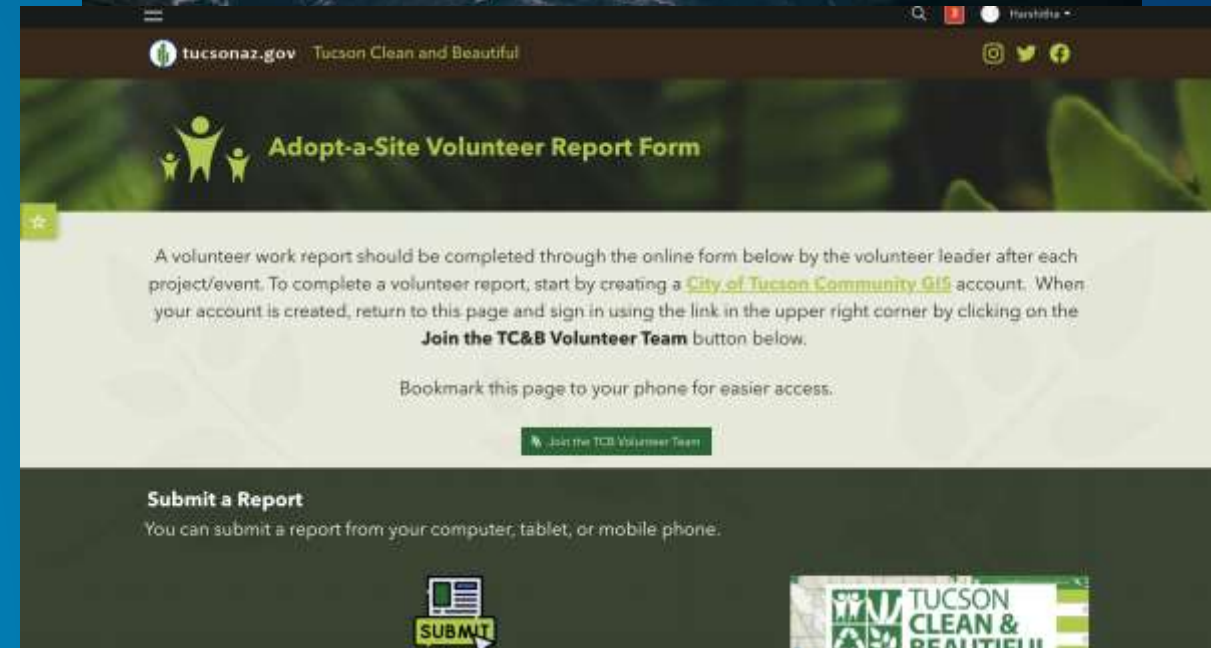 Harshitha
tucsonaz.gov Tucson Clean and Beautiful
Adopt-a-Site Volunteer Report Form
A volunteer work report should be completed through the online form below by the volunteer leader after each
project/event. To complete a volunteer report, start by creating a City of Tucson Community GIS account. When
your account is created, return to this page and sign in using the link in the upper right corner by clicking on the
Join the TC&B Volunteer Team button below.
Bookmark this page to your phone for easier access.
Join the TCB Volunteer Team
Submit a Report
You can submit a report from your computer, tablet, or mobile phone.
SUBMIT
TUCSON
CLEAN &
BEAUTIFUL